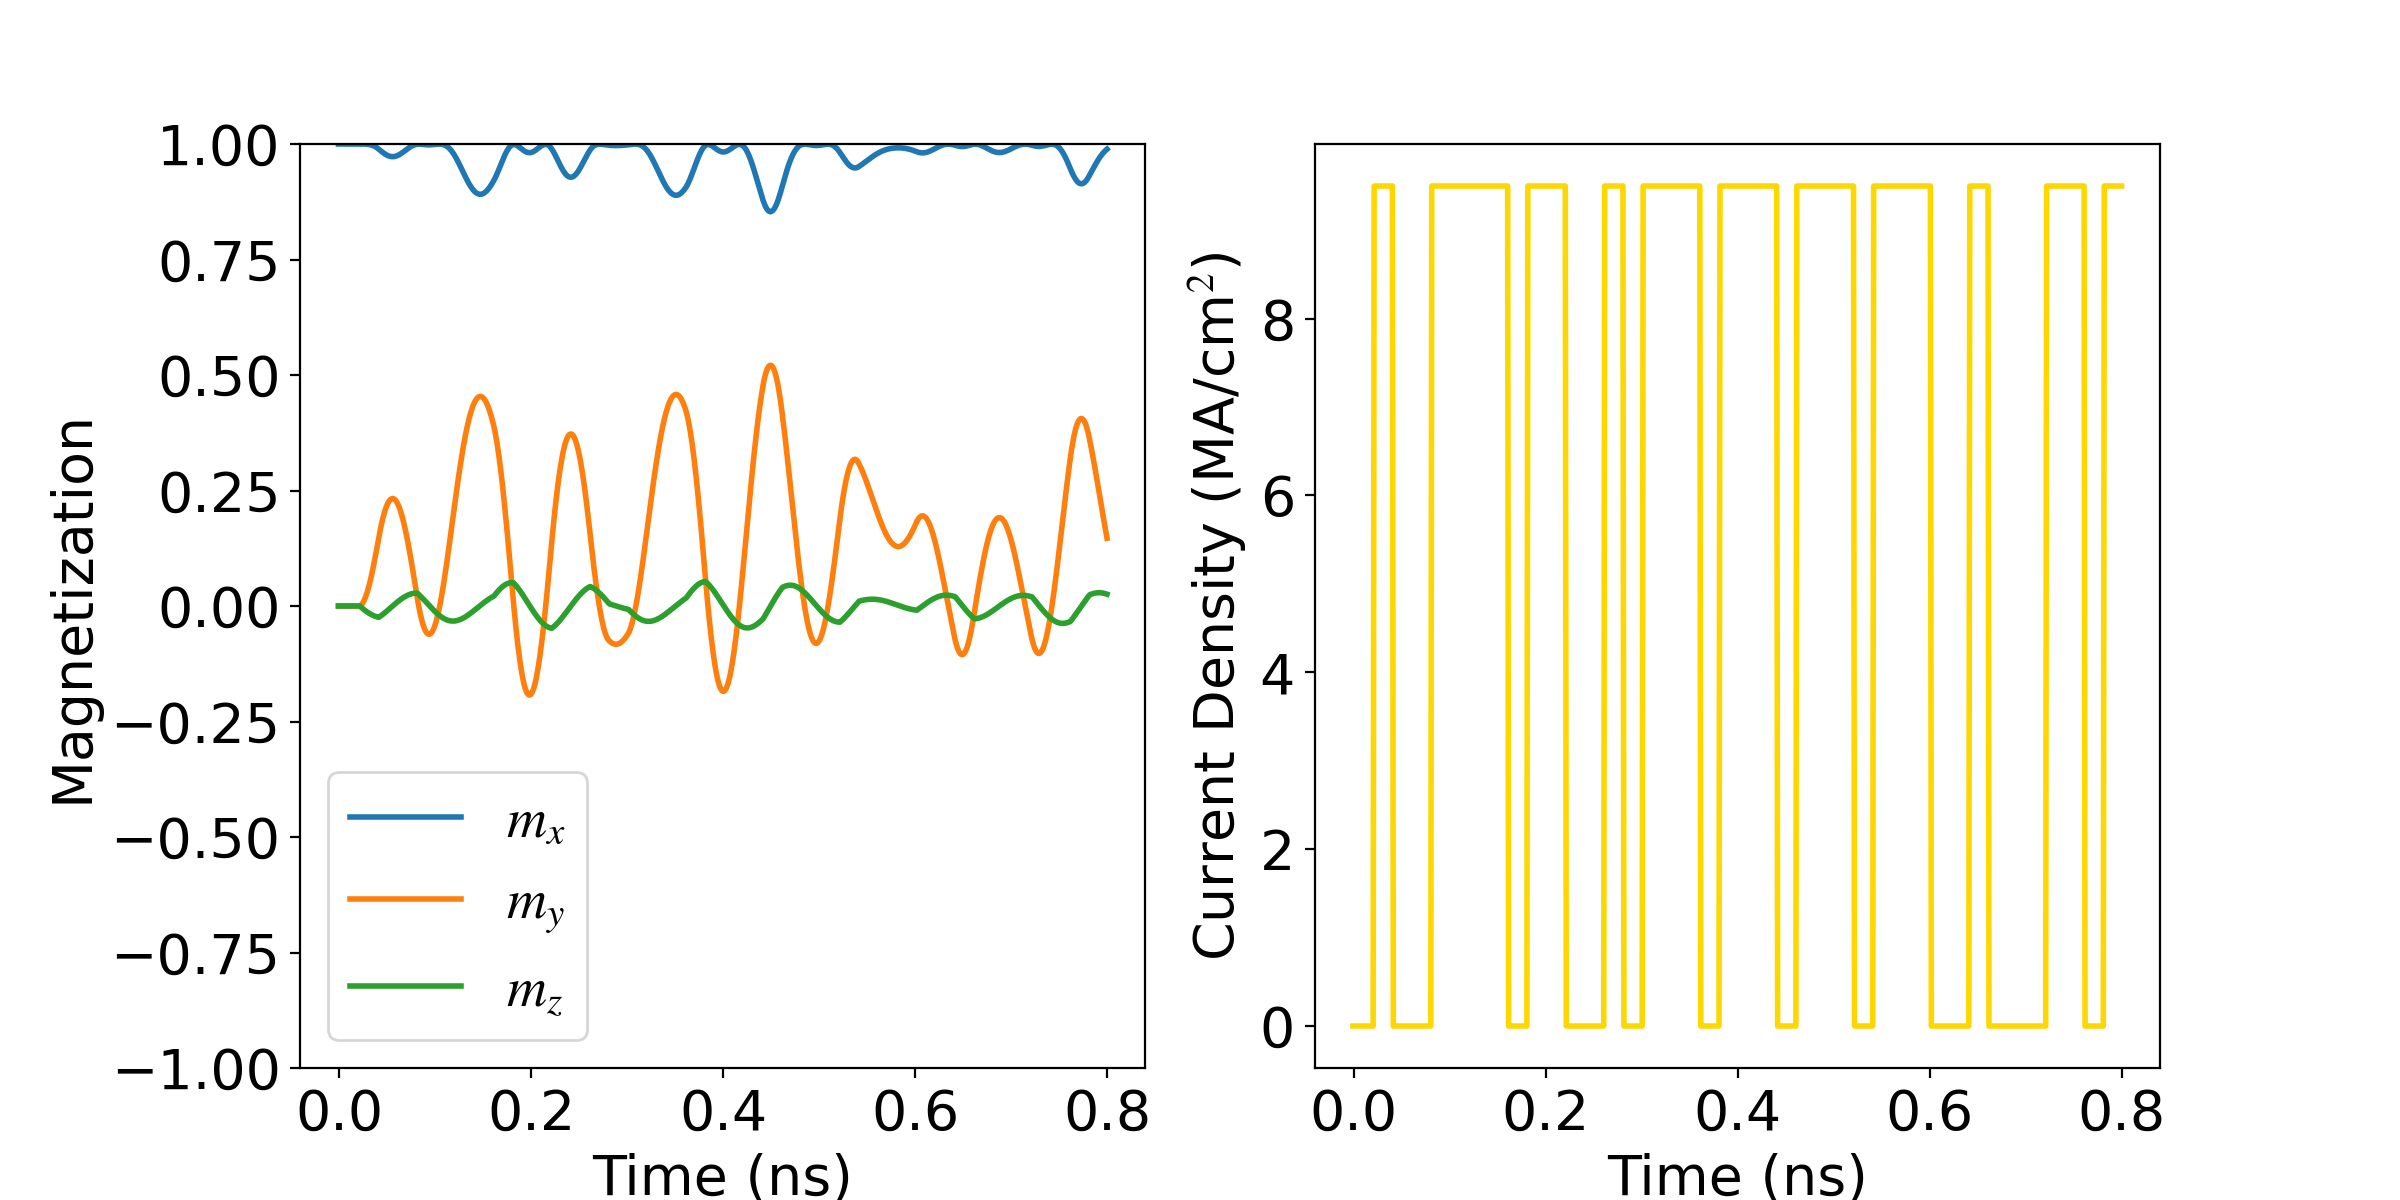 1.00
0.75
0.50
0.25
0.00
−0.25
−0.50
−0.75
−1.00
Magnetization
m_x
m_y
m_z
0.0 0.2 0.4 0.6 0.8
Time (ns)
8
6
4
2
0
Current Density (MA/cm²)
0.0 0.2 0.4 0.6 0.8
Time (ns)